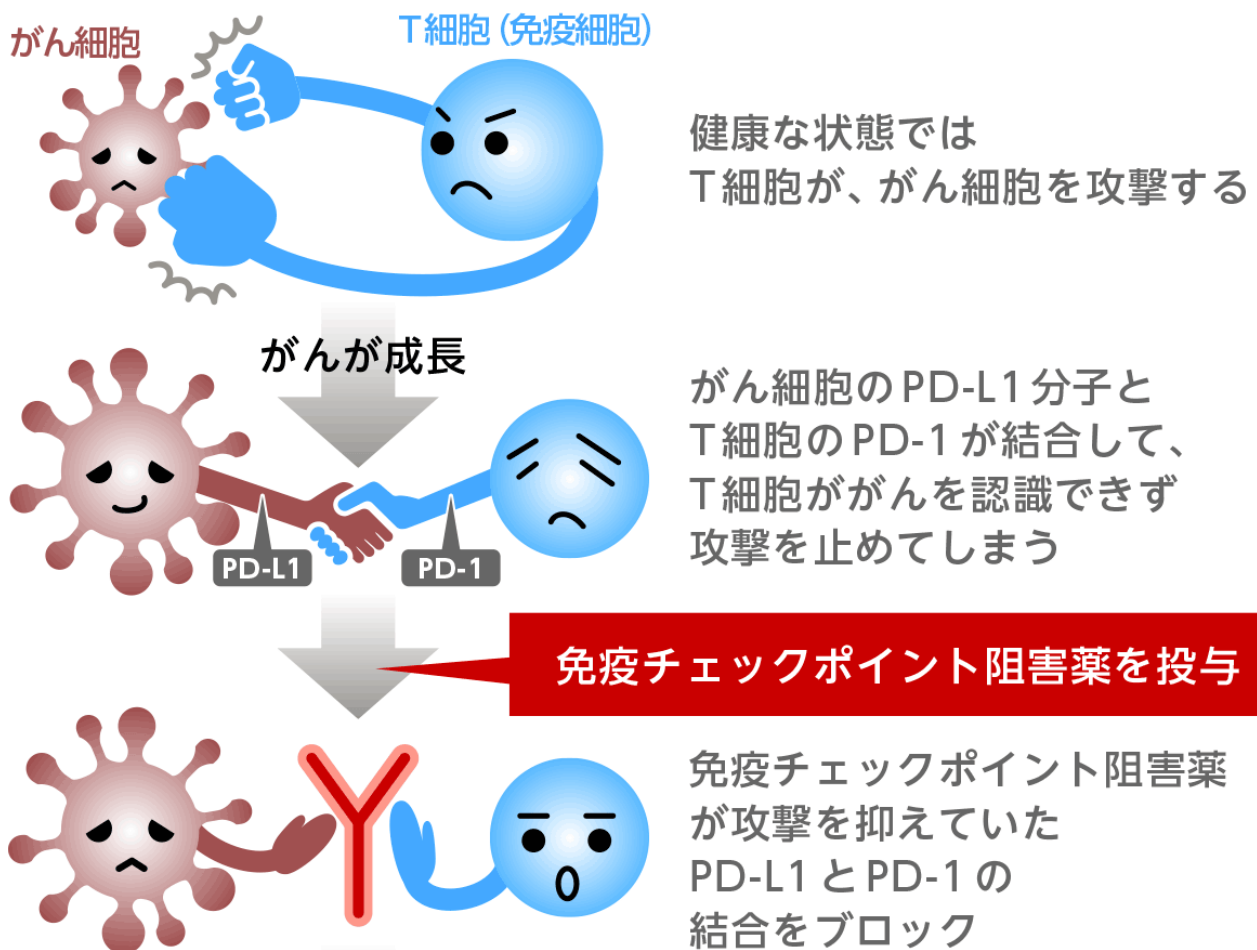 がん細胞
T細胞(免疫細胞)
健康な状態では
T細胞が、がん細胞を攻撃する
がんが成長
がん細胞のPD-L1分子と
T細胞のPD-1が結合して、
T細胞ががんを認識できず
攻撃を止めてしまう
PD-L1
PD-1
免疫チェックポイント阻害薬を投与
免疫チェックポイント阻害薬
が攻撃を抑えていた
PD-L1とPD-1の
結合をブロック